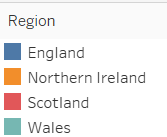 Region
England
Northern Ireland
Scotland
Wales